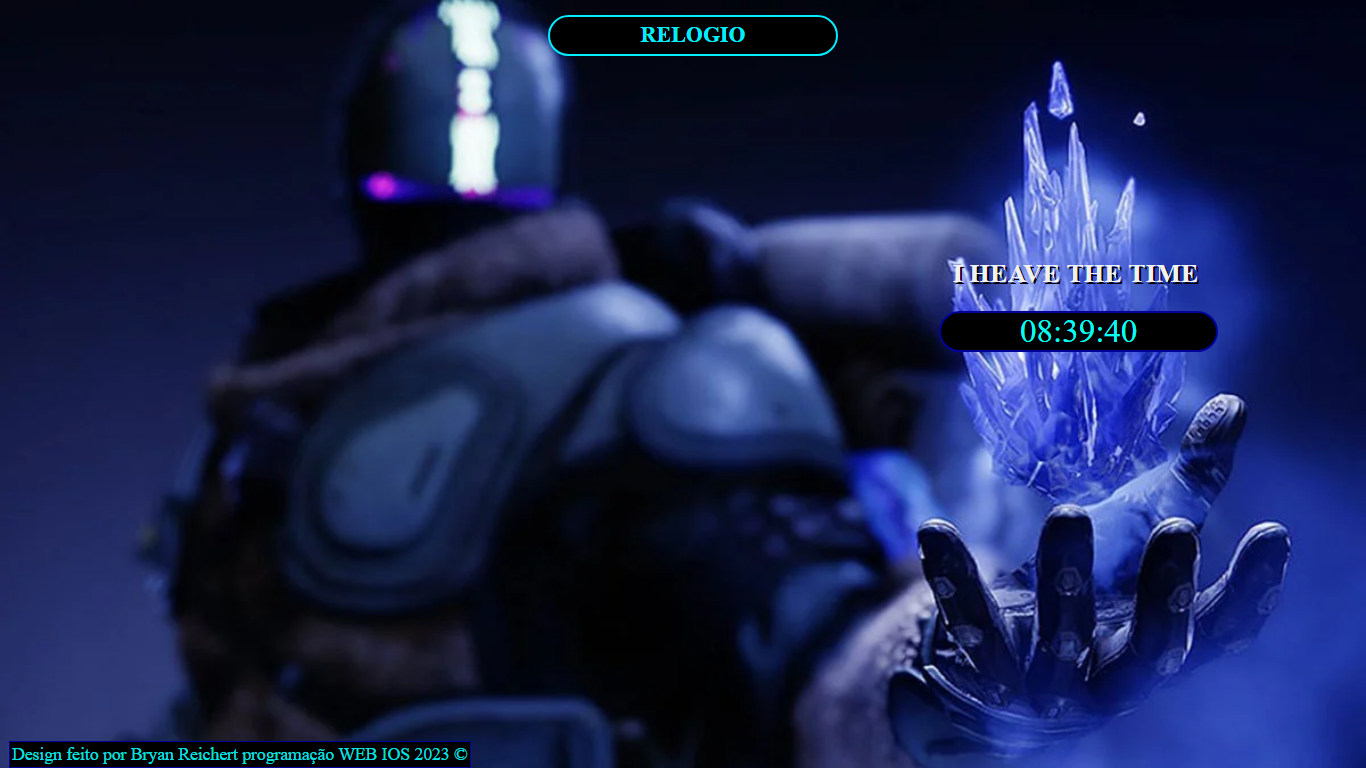 RELOGIO
I HEAVE THE TIME
08:39:40
Design feito por Bryan Reichert programação WEB IOS 2023 ©